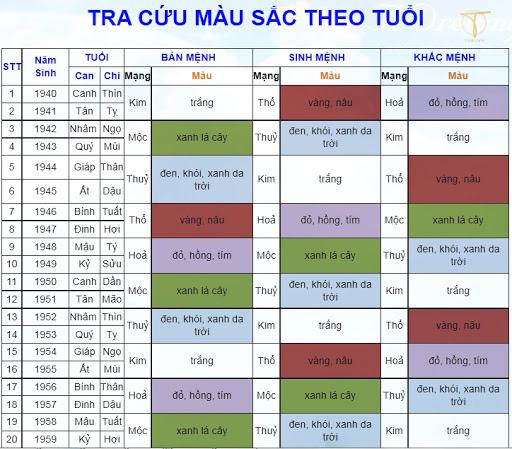 TRA CỨU MÀU SẮC THEO TUỔI
STT Năm Sinh TUỔI BẢN MỆNH SINH MỆNH KHẮC MỆNH
Can Chi Mạng Màu Mạng Màu Mạng Màu
1 1940 Canh Thìn Kim trắng Thổ vàng, nâu Hoả đỏ, hồng, tím
2 1941 Tân Tỵ
3 1942 Nhâm Ngọ Mộc xanh lá cây Thuỷ đen, khói, xanh da trời Kim trắng
4 1943 Quý Mùi
5 1944 Giáp Thân Thuỷ đen, khói, xanh da trời Kim trắng Thổ vàng, nâu
6 1945 Ất Dậu
7 1946 Bính Tuất Thổ vàng, nâu Hoả đỏ, hồng, tím Mộc xanh lá cây
8 1947 Đinh Hợi
9 1948 Mậu Tý Hoả đỏ, hồng, tím Mộc xanh lá cây Thuỷ đen, khói, xanh da trời
10 1949 Kỷ Sửu
11 1950 Canh Dần Mộc xanh lá cây Thuỷ đen, khói, xanh da trời Kim trắng
12 1951 Tân Mão
13 1952 Nhâm Thìn Thuỷ đen, khói, xanh da trời Kim trắng Thổ vàng, nâu
14 1953 Quý Tỵ
15 1954 Giáp Ngọ Kim trắng Thổ vàng, nâu Hoả đỏ, hồng, tím
16 1955 Ất Mùi
17 1956 Bính Thân Hoả đỏ, hồng, tím Mộc xanh lá cây Thuỷ đen, khói, xanh da trời
18 1957 Đinh Dậu
19 1958 Mậu Tuất Mộc xanh lá cây Thuỷ đen, khói, xanh da trời Kim trắng
20 1959 Kỷ Hợi